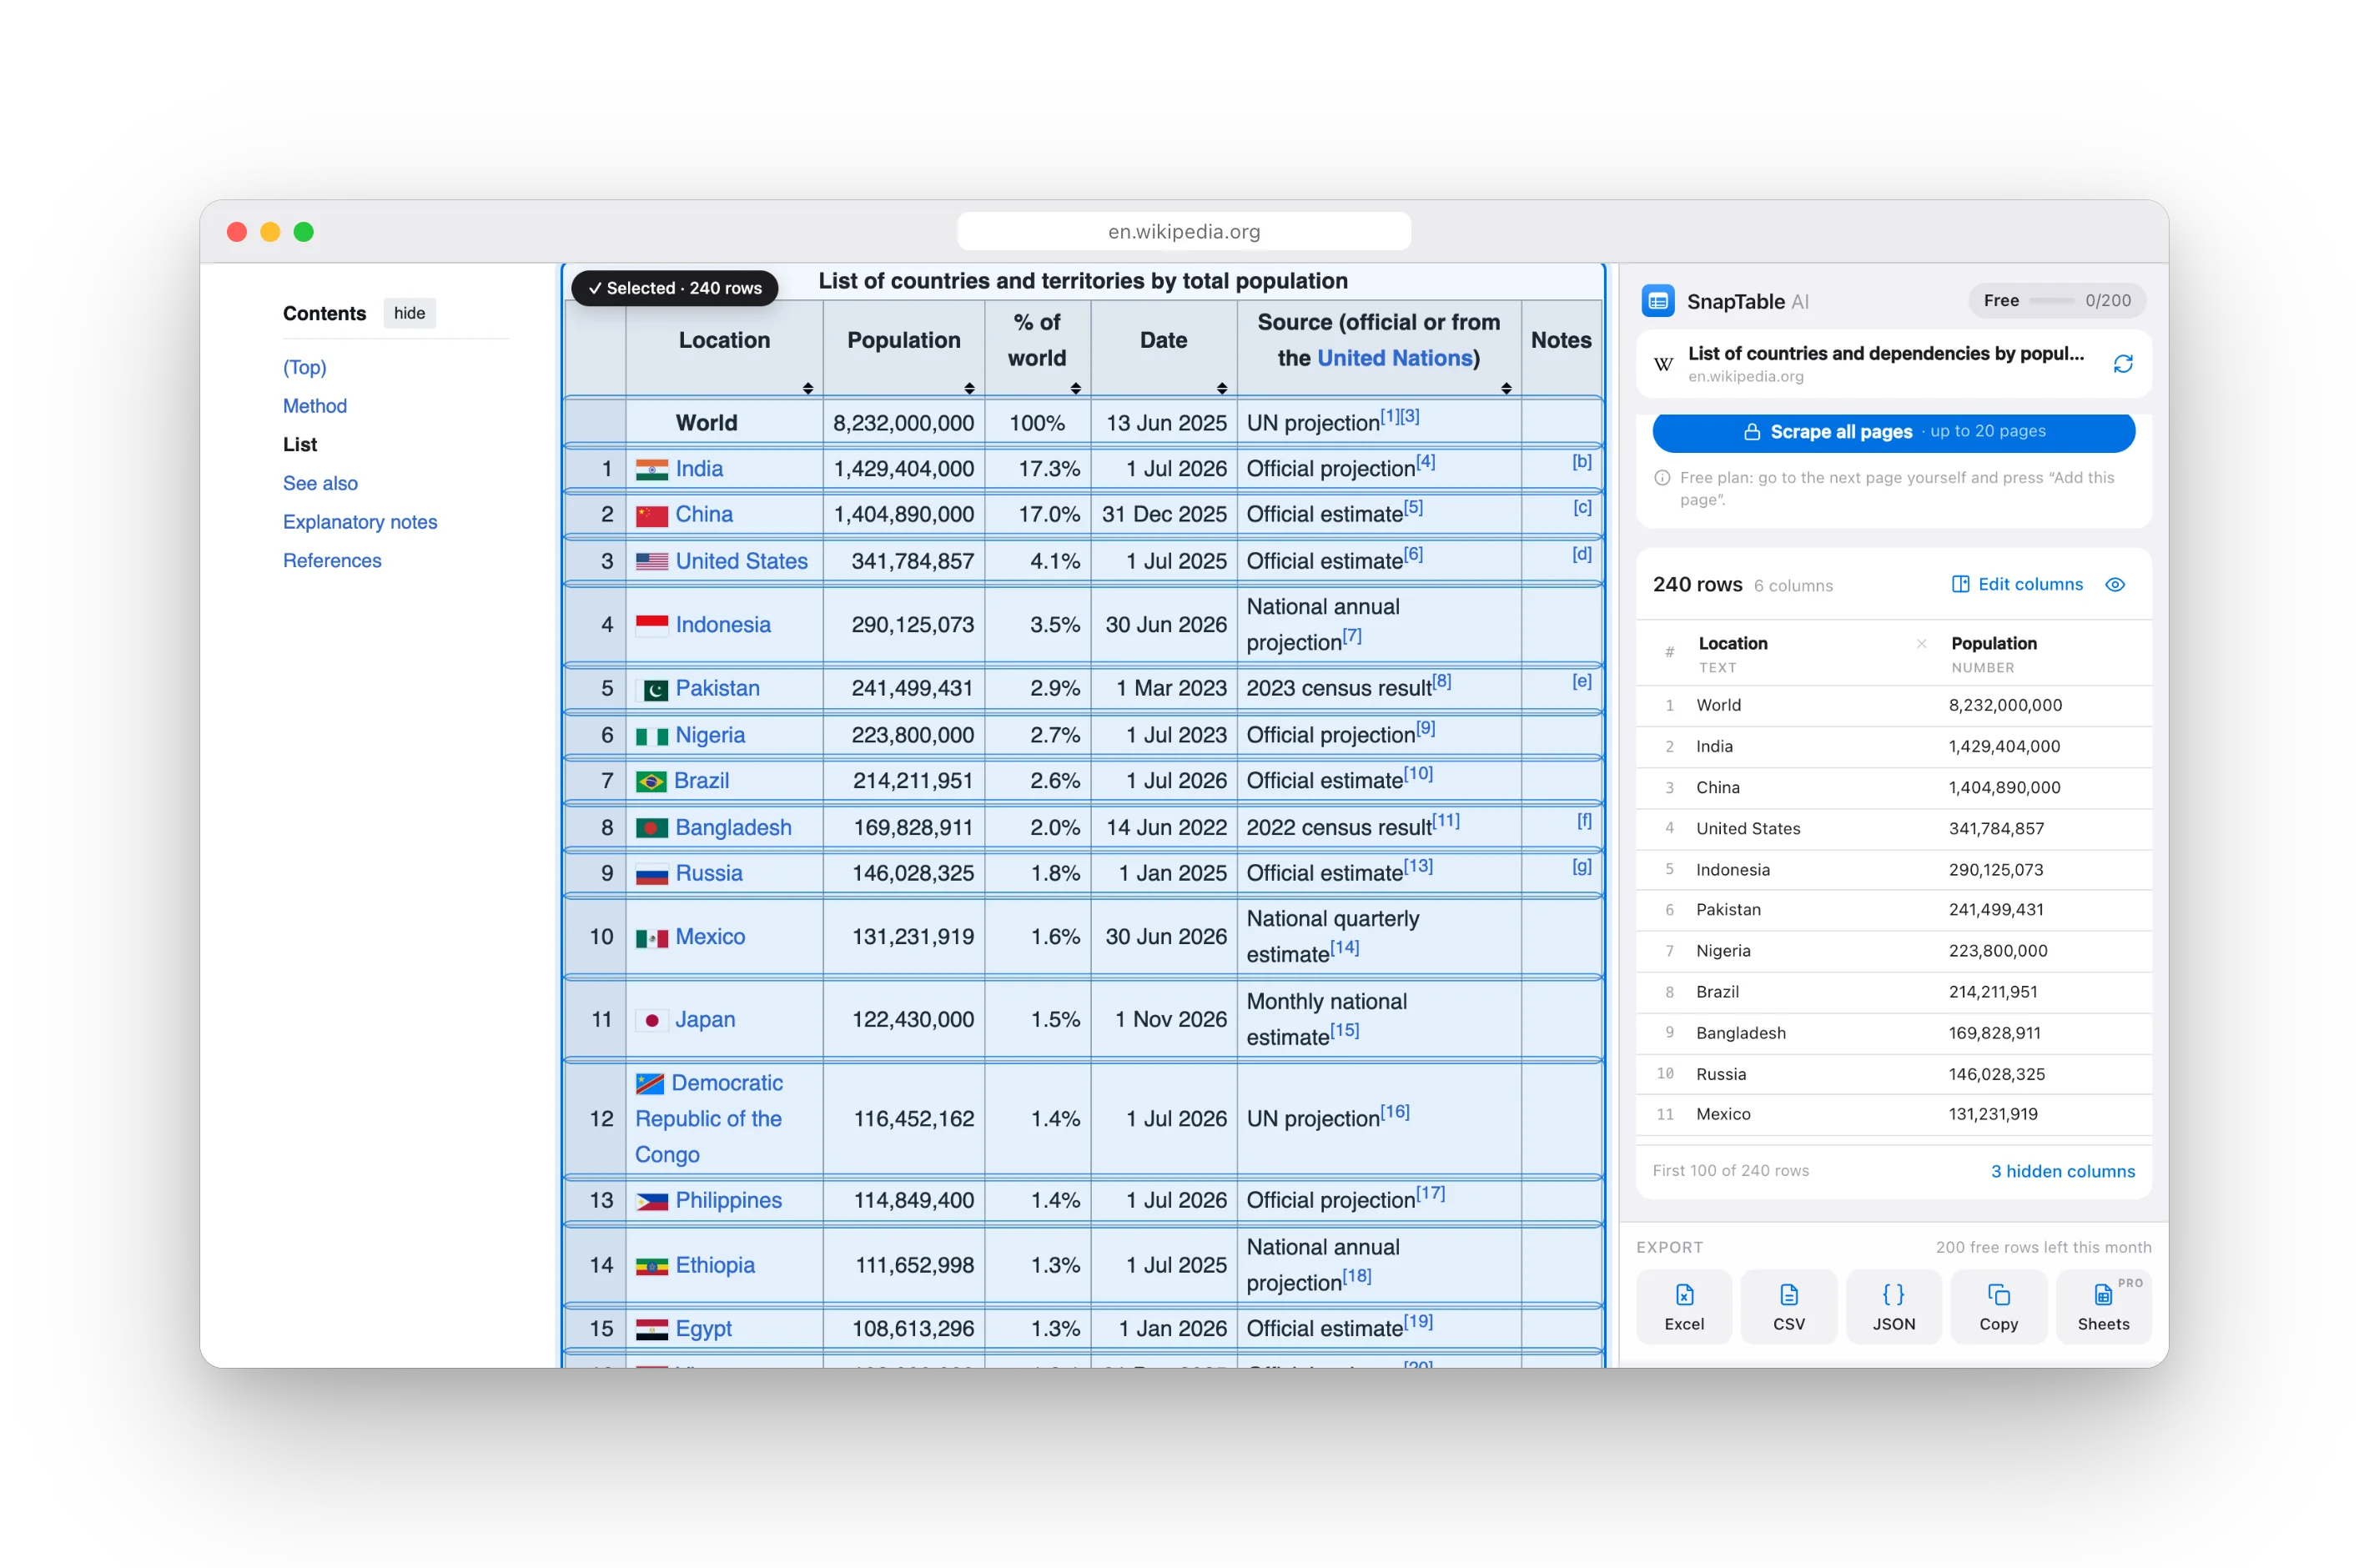 en.wikipedia.org
Contents hide
(Top)
Method
List
See also
Explanatory notes
References
✓ Selected · 240 rows
List of countries and territories by total population
Location Population % of world Date Source (official or from the United Nations) Notes
World 8,232,000,000 100% 13 Jun 2025 UN projection[1][3]
1 India 1,429,404,000 17.3% 1 Jul 2026 Official projection[4] [b]
2 China 1,404,890,000 17.0% 31 Dec 2025 Official estimate[5] [c]
3 United States 341,784,857 4.1% 1 Jul 2025 Official estimate[6] [d]
4 Indonesia 290,125,073 3.5% 30 Jun 2026 National annual projection[7]
5 Pakistan 241,499,431 2.9% 1 Mar 2023 2023 census result[8] [e]
6 Nigeria 223,800,000 2.7% 1 Jul 2023 Official projection[9]
7 Brazil 214,211,951 2.6% 1 Jul 2026 Official estimate[10]
8 Bangladesh 169,828,911 2.0% 14 Jun 2022 2022 census result[11] [f]
9 Russia 146,028,325 1.8% 1 Jan 2025 Official estimate[13] [g]
10 Mexico 131,231,919 1.6% 30 Jun 2026 National quarterly estimate[14]
11 Japan 122,430,000 1.5% 1 Nov 2026 Monthly national estimate[15]
12 Democratic Republic of the Congo 116,452,162 1.4% 1 Jul 2026 UN projection[16]
13 Philippines 114,849,400 1.4% 1 Jul 2026 Official projection[17]
14 Ethiopia 111,652,998 1.3% 1 Jul 2025 National annual projection[18]
15 Egypt 108,613,296 1.3% 1 Jan 2026 Official estimate[19]
SnapTable AI
Free 0/200
W List of countries and dependencies by popul...
en.wikipedia.org
Scrape all pages · up to 20 pages
Free plan: go to the next page yourself and press “Add this
page”.
240 rows 6 columns Edit columns
# Location × Population
TEXT NUMBER
1 World 8,232,000,000
2 India 1,429,404,000
3 China 1,404,890,000
4 United States 341,784,857
5 Indonesia 290,125,073
6 Pakistan 241,499,431
7 Nigeria 223,800,000
8 Brazil 214,211,951
9 Bangladesh 169,828,911
10 Russia 146,028,325
11 Mexico 131,231,919
First 100 of 240 rows 3 hidden columns
EXPORT 200 free rows left this month
Excel CSV JSON Copy Sheets PRO